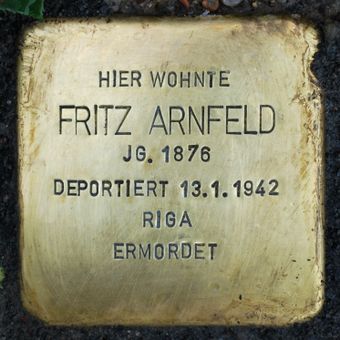 HIER WOHNTE
FRITZ ARNFELD
JG. 1876
DEPORTIERT 13.1.1942
RIGA
ERMORDET